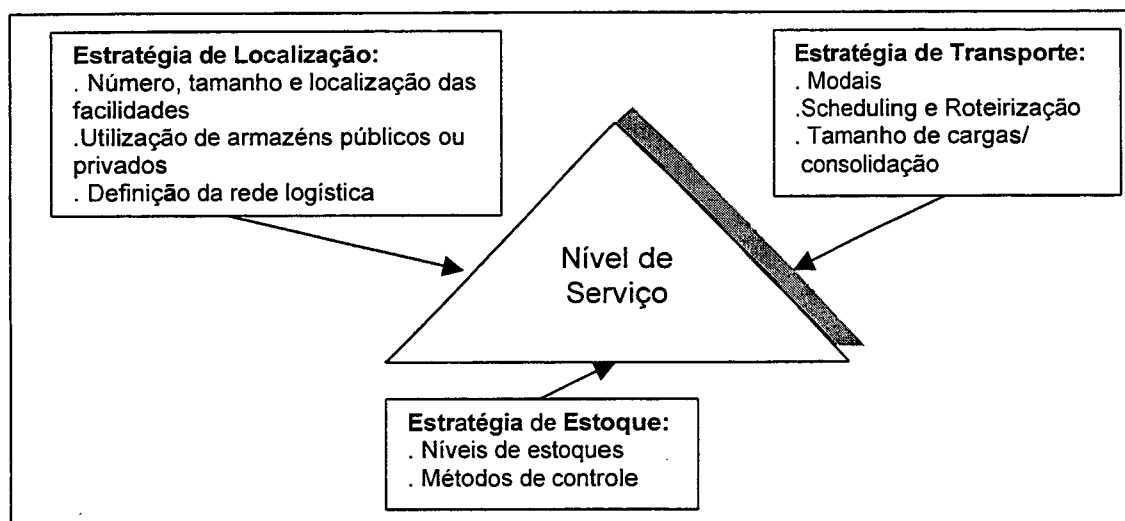 Estratégia de Localização:
. Número, tamanho e localização das
facilidades
.Utilização de armazéns públicos ou
privados
. Definição da rede logística
Estratégia de Transporte:
. Modais
.Scheduling e Roteirização
. Tamanho de cargas/
consolidação
Nível de
Serviço
Estratégia de Estoque:
. Níveis de estoques
. Métodos de controle